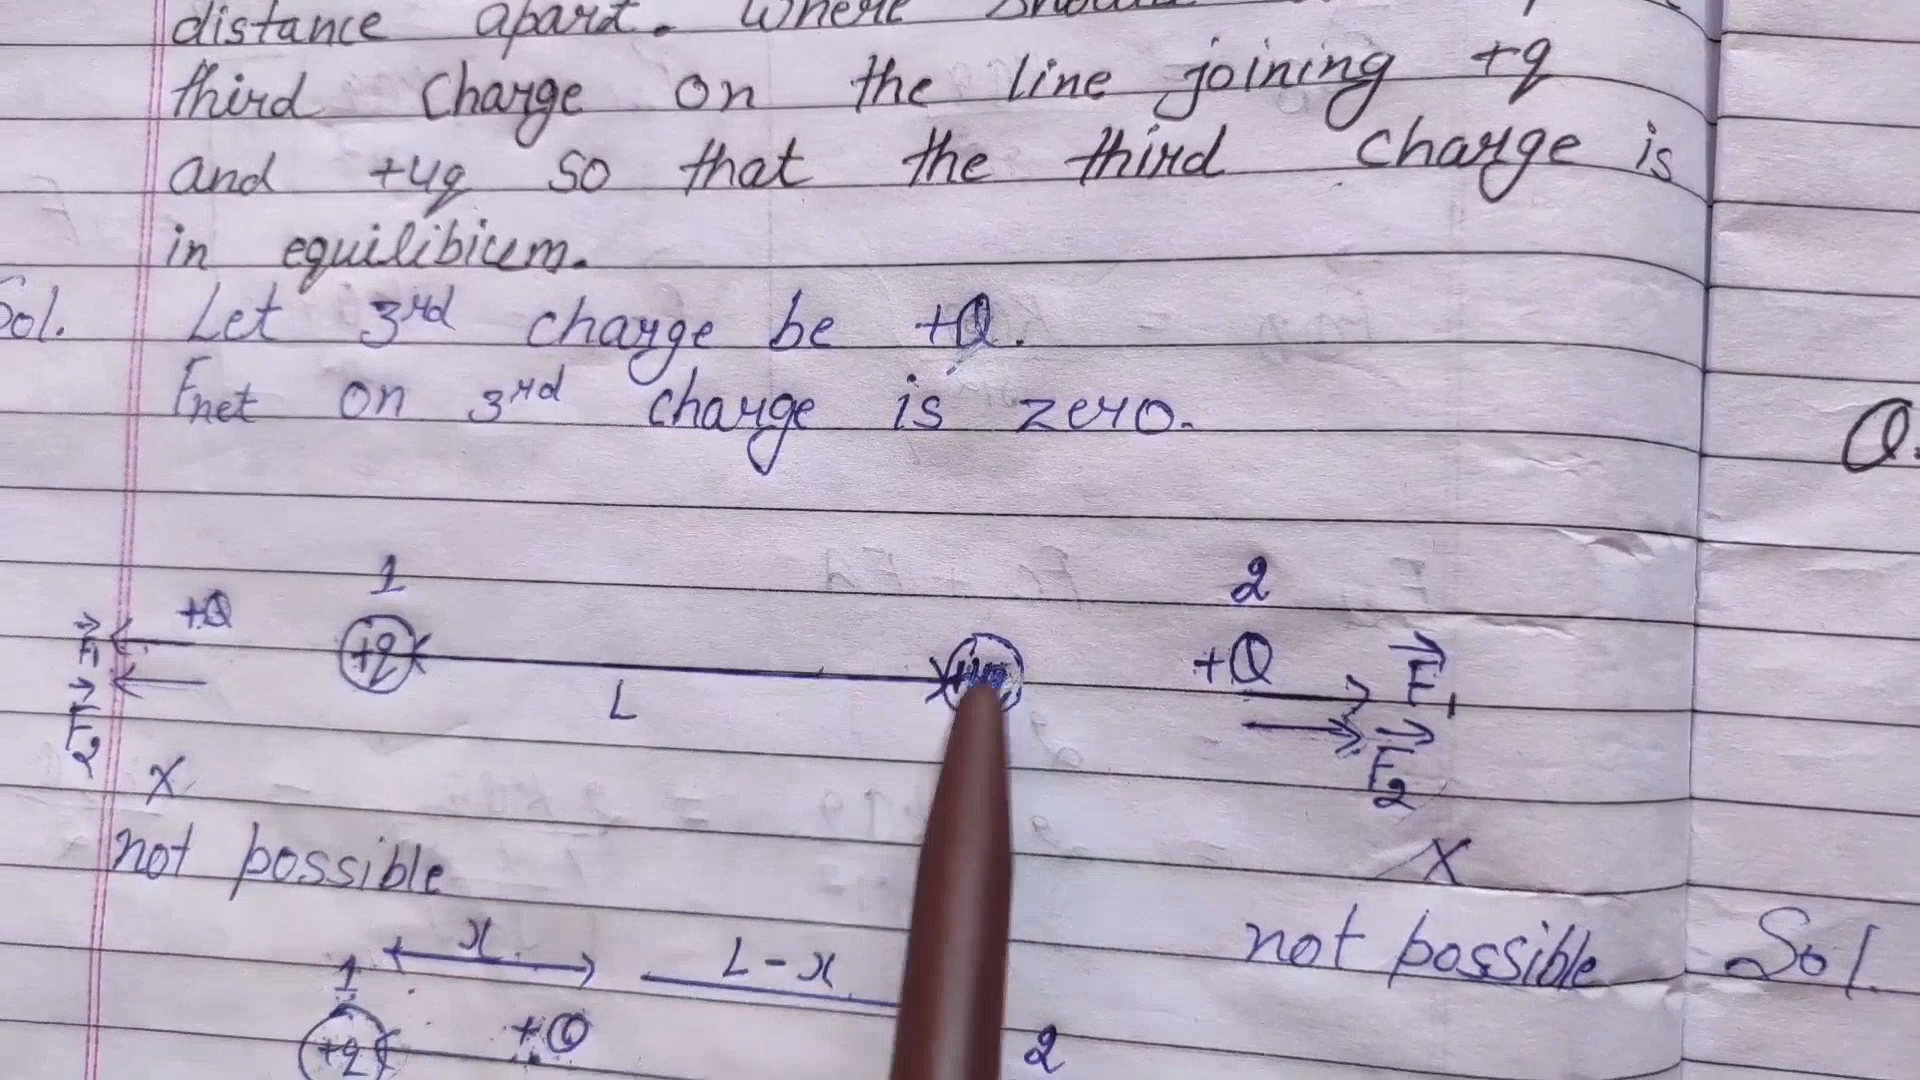 distance apart. Where
third charge on the line joining +q
and +4q so that the third charge is
in equilibicum.
Sol. Let 3rd charge be +Q.
Fnet on 3rd charge is zero.
Q.
1
2
+Q
+q
+Q
F1
F1
L
F2
F2
X
X
not possible
not possible
Sol.
x
L-x
1
+Q
2
+q